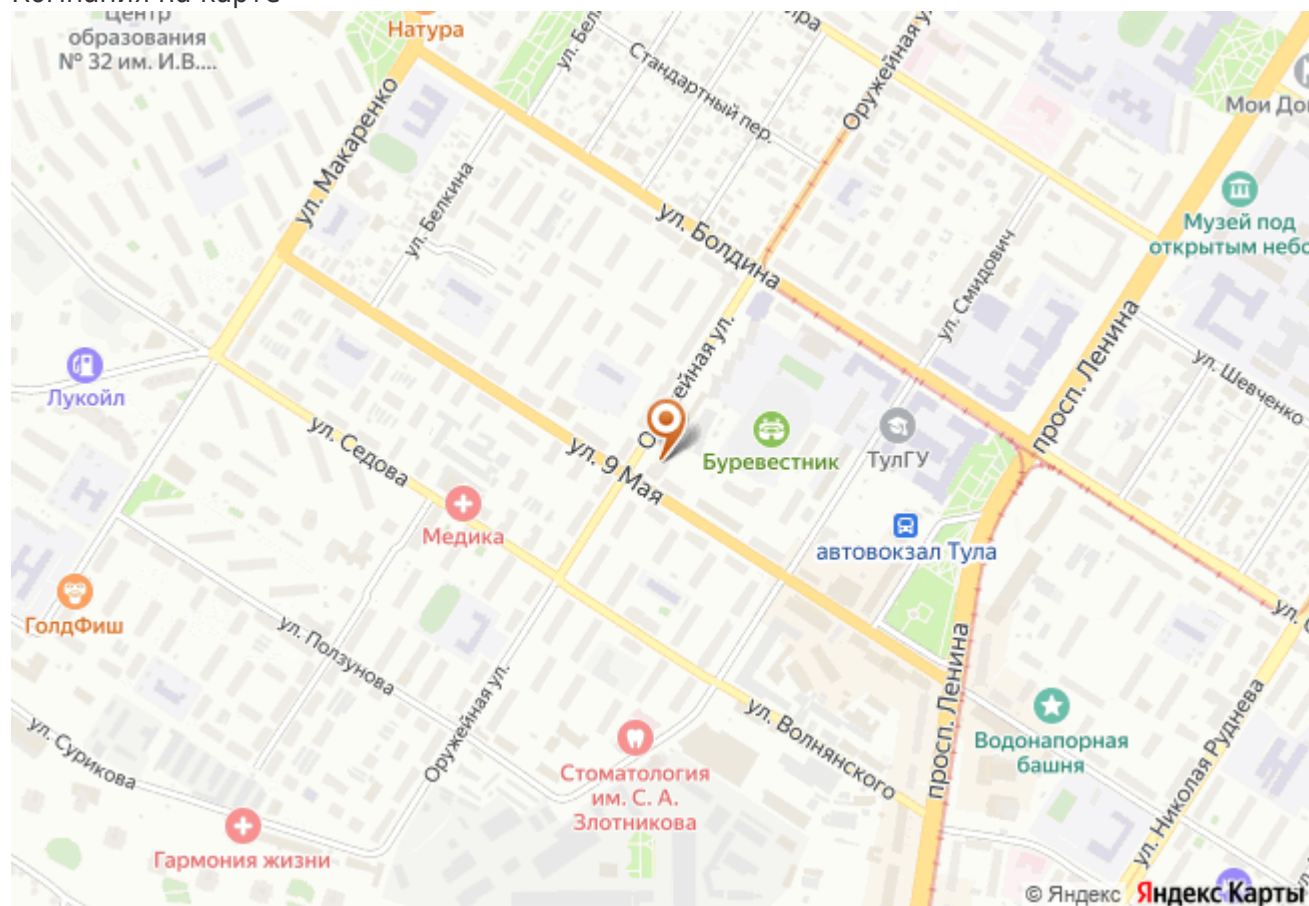 Компания на карте
Центр
образования
№ 32 им. И.В....
Натура
ул. Макаренко
ул. Белкина
Стандартный пер.
Оружейная ул.
Мои До
Музей под
открытым небо
ул. Болдина
ул. Смидович
просп. Ленина
ул. Шевченко
Лукойл
Оружейная ул.
Буревестник
ТулГУ
ул. Седова
ул. 9 Мая
Медика
автовокзал Тула
ГолдФиш
ул. Ползунова
просп. Ленина
Оружейная ул.
ул. Волнянского
Водонапорная
башня
ул. Николая Руднева
ул. Сурикова
Стоматология
им. С. А.
Злотникова
Гармония жизни
© Яндекс Яндекс Карты